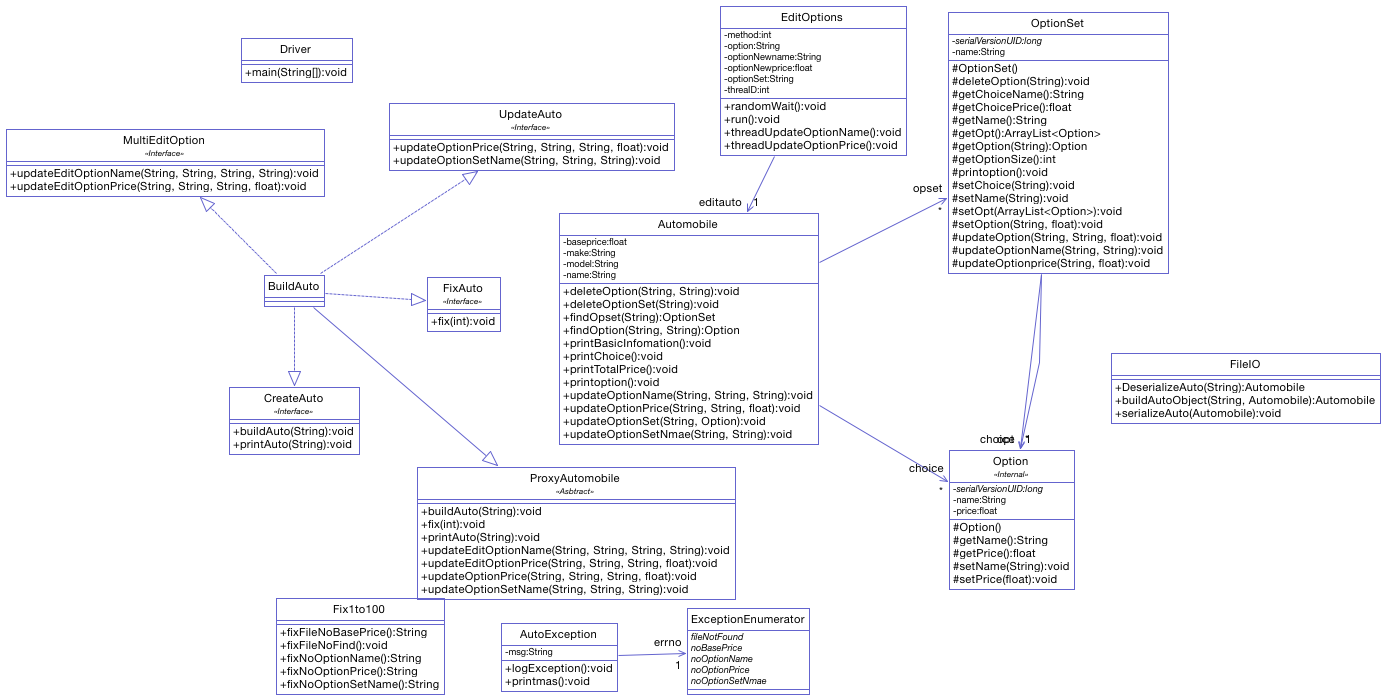 Driver
+main(String[]):void
MultiEditOption
«Interface»
+updateEditOptionName(String, String, String, String):void
+updateEditOptionPrice(String, String, String, float):void
UpdateAuto
«Interface»
+updateOptionPrice(String, String, String, float):void
+updateOptionSetName(String, String, String):void
EditOptions
-method:int
-option:String
-optionNewname:String
-optionNewprice:float
-optionSet:String
-threaID:int
+randomWait():void
+run():void
+threadUpdateOptionName():void
+threadUpdateOptionPrice():void
OptionSet
-serialVersionUID:long
-name:String
#OptionSet()
#deleteOption(String):void
#getChoiceName():String
#getChoicePrice():float
#getName():String
#getOpt():ArrayList<Option>
#getOption(String):Option
#getOptionSize():int
#printoption():void
#setChoice(String):void
#setName(String):void
#setOpt(ArrayList<Option>):void
#setOption(String, float):void
#updateOption(String, String, float):void
#updateOptionName(String, String):void
#updateOptionprice(String, float):void
editauto 1
opset
*
Automobile
-baseprice:float
-make:String
-model:String
-name:String
+deleteOption(String, String):void
+deleteOptionSet(String):void
+findOpset(String):OptionSet
+findOption(String, String):Option
+printBasicInfomation():void
+printChoice():void
+printTotalPrice():void
+printoption():void
+updateOptionName(String, String, String):void
+updateOptionPrice(String, String, float):void
+updateOptionSet(String, Option):void
+updateOptionSetNmae(String, String):void
BuildAuto
FixAuto
«Interface»
+fix(int):void
CreateAuto
«Interface»
+buildAuto(String):void
+printAuto(String):void
FileIO
+DeserializeAuto(String):Automobile
+buildAutoObject(String, Automobile):Automobile
+serializeAuto(Automobile):void
choice
opt
*
1
choice
*
Option
«Internal»
-serialVersionUID:long
-name:String
-price:float
#Option()
#getName():String
#getPrice():float
#setName(String):void
#setPrice(float):void
ProxyAutomobile
«Asbtract»
+buildAuto(String):void
+fix(int):void
+printAuto(String):void
+updateEditOptionName(String, String, String, String):void
+updateEditOptionPrice(String, String, String, float):void
+updateOptionPrice(String, String, String, float):void
+updateOptionSetName(String, String, String):void
Fix1to100
+fixFileNoBasePrice():String
+fixFileNoFind():void
+fixNoOptionName():String
+fixNoOptionPrice():String
+fixNoOptionSetName():String
AutoException
-msg:String
+logException():void
+printmas():void
errno
1
ExceptionEnumerator
fileNotFound
noBasePrice
noOptionName
noOptionPrice
noOptionSetNmae